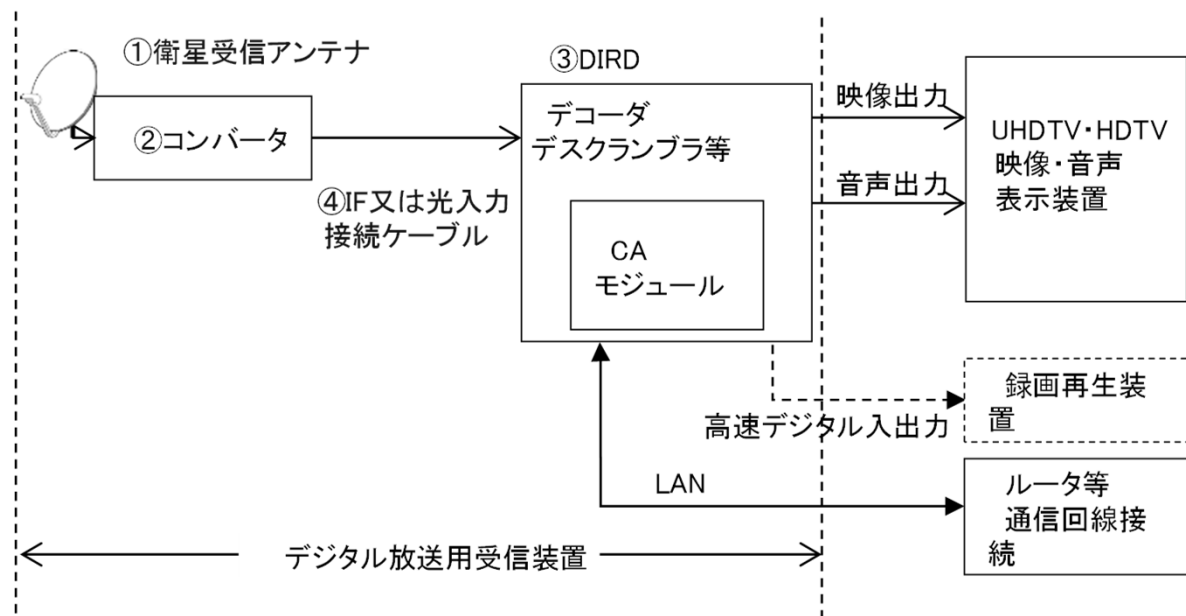 ①衛星受信アンテナ
②コンバータ
④IF又は光入力
接続ケーブル
③DIRD
デコーダ
デスクランブラ等
CA
モジュール
映像出力
音声出力
UHDTV・HDTV
映像・音声
表示装置
高速デジタル入出力
録画再生装
置
LAN
ルータ等
通信回線接
続
デジタル放送用受信装置